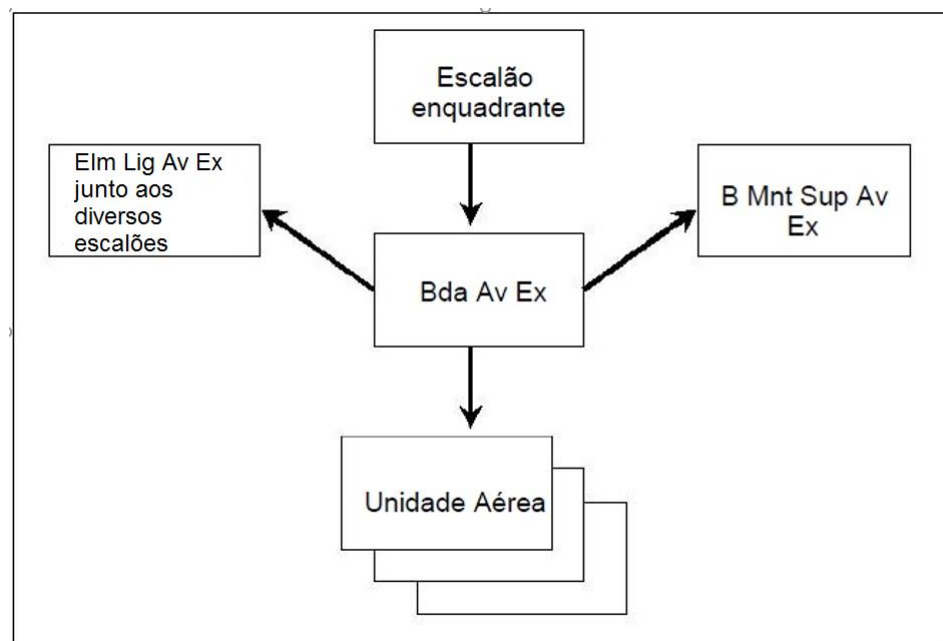 Escalão
enquadrante
Elm Lig Av Ex
junto aos
diversos
escalões
B Mnt Sup Av
Ex
Bda Av Ex
Unidade Aérea